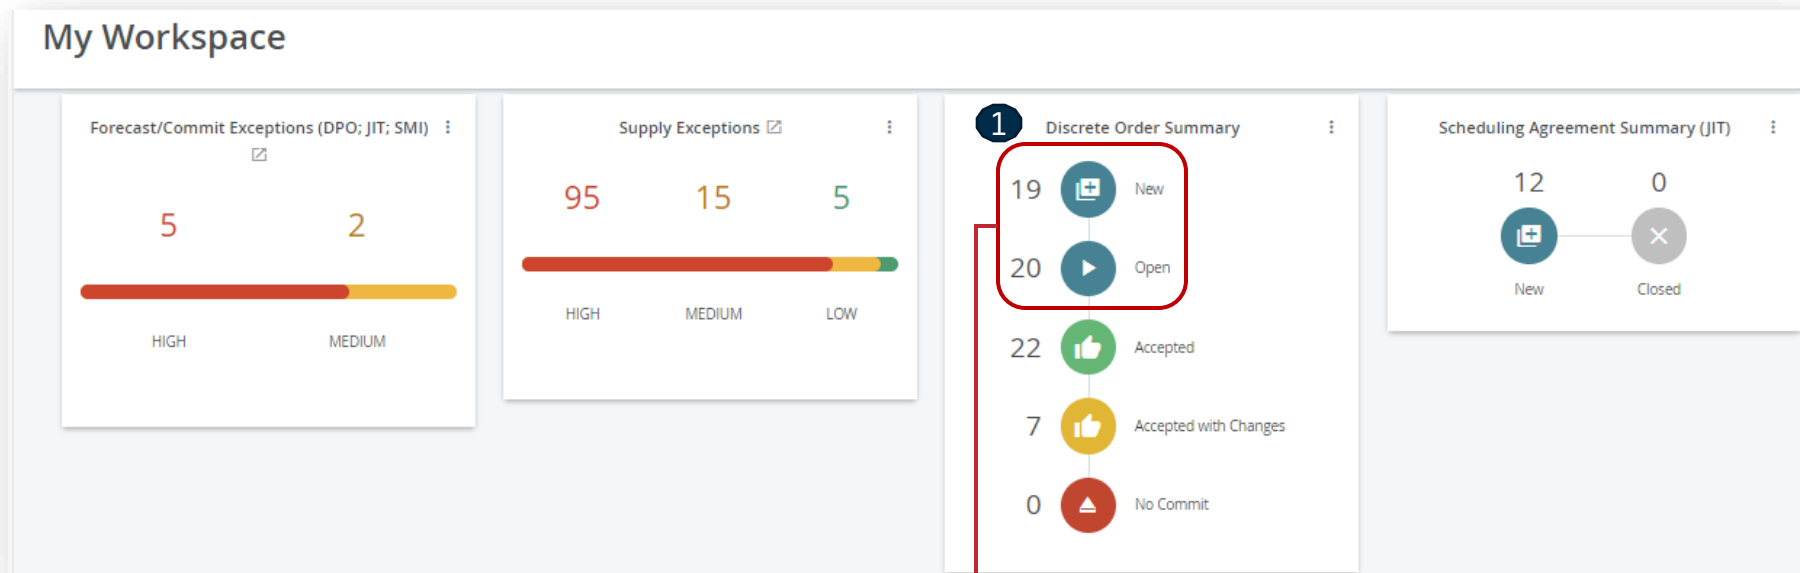 My Workspace
Forecast/Commit Exceptions (DPO; JIT; SMI)
5
2
HIGH
MEDIUM
Supply Exceptions
95
15
5
HIGH
MEDIUM
LOW
1
Discrete Order Summary
19 New
20 Open
22 Accepted
7 Accepted with Changes
0 No Commit
Scheduling Agreement Summary (JIT)
12
0
New
Closed